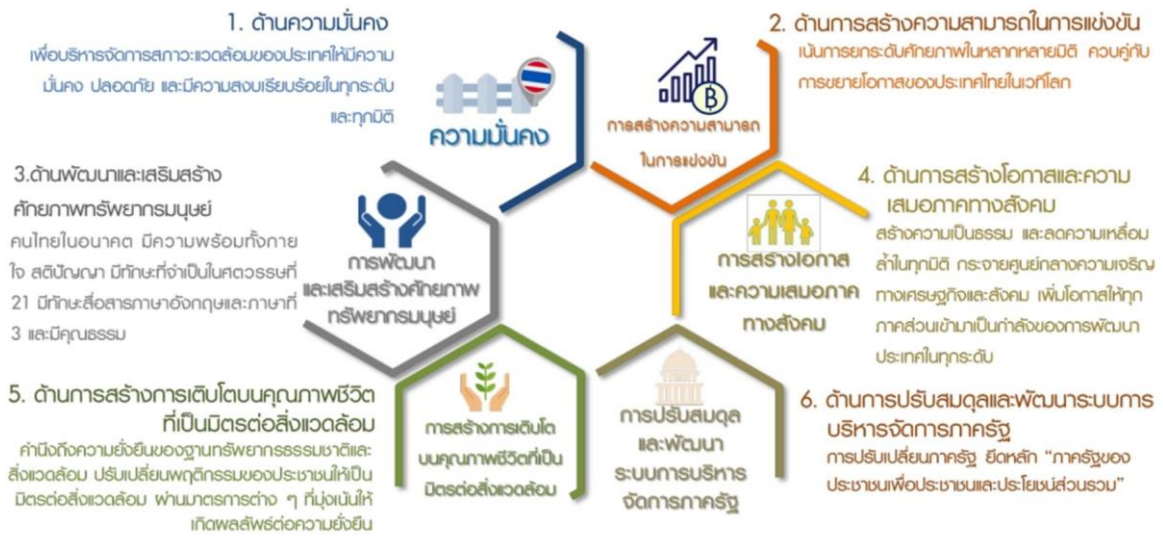 1. ด้านความมั่นคง
เพื่อบริหารจัดการสภาวะแวดล้อมของประเทศให้มีความ
มั่นคง ปลอดภัย และมีความสงบเรียบร้อยในทุกระดับ
และทุกมิติ
ความมั่นคง
2. ด้านการสร้างความสามารถในการแข่งขัน
เน้นการยกระดับศักยภาพในหลากหลายมิติ ควบคู่กับ
การขยายโอกาสของประเทศไทยในเวทีโลก
การสร้างความสามารถ
ในการแข่งขัน
3.ด้านพัฒนาและเสริมสร้าง
ศักยภาพทรัพยากรมนุษย์
คนไทยในอนาคต มีความพร้อมทั้งกาย
ใจ สติปัญญา มีทักษะที่จำเป็นในศตวรรษที่
21 มีทักษะสื่อสารภาษาอังกฤษและภาษาที่
3 และมีคุณธรรม
การพัฒนา
และเสริมสร้างศักยภาพ
ทรัพยากรมนุษย์
4. ด้านการสร้างโอกาสและความ
เสมอภาคทางสังคม
สร้างความเป็นธรรม และลดความเหลื่อม
ล้ำในทุกมิติ กระจายศูนย์กลางความเจริญ
ทางเศรษฐกิจและสังคม เพิ่มโอกาสให้ทุก
ภาคส่วนเข้ามาเป็นกำลังของการพัฒนา
ประเทศในทุกระดับ
การสร้างโอกาส
และความเสมอภาค
ทางสังคม
5. ด้านการสร้างการเติบโตบนคุณภาพชีวิต
ที่เป็นมิตรต่อสิ่งแวดล้อม
คำนึงถึงความยั่งยืนของฐานทรัพยากรธรรมชาติและ
สิ่งแวดล้อม ปรับเปลี่ยนพฤติกรรมของประชาชนให้เป็น
มิตรต่อสิ่งแวดล้อม ผ่านมาตรการต่าง ๆ ที่มุ่งเน้นให้
เกิดผลลัพธ์ต่อความยั่งยืน
การสร้างการเติบโต
บนคุณภาพชีวิตที่เป็น
มิตรต่อสิ่งแวดล้อม
การปรับสมดุล
และพัฒนา
ระบบการบริหาร
จัดการภาครัฐ
6. ด้านการปรับสมดุลและพัฒนาระบบการ
บริหารจัดการภาครัฐ
การปรับเปลี่ยนภาครัฐ ยึดหลัก “ภาครัฐของ
ประชาชนเพื่อประชาชนและประโยชน์ส่วนรวม”